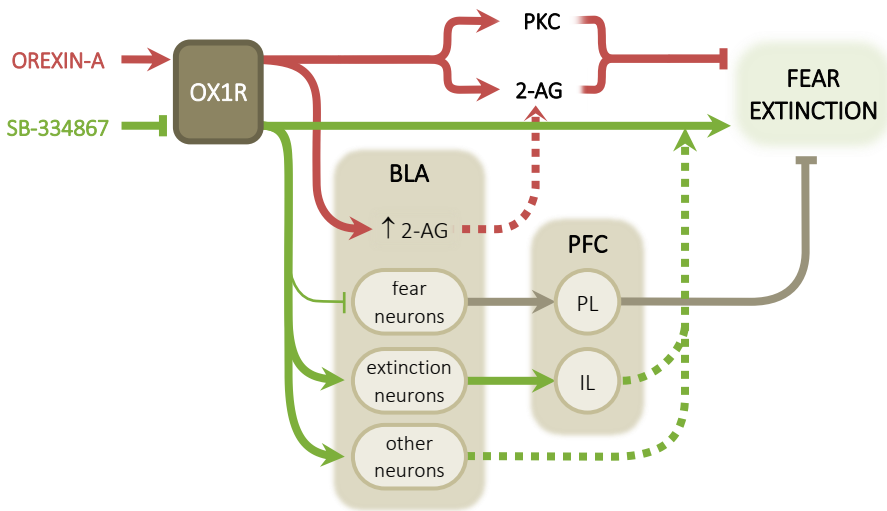 OREXIN-A
SB-334867
OX1R
PKC
2-AG
FEAR
EXTINCTION
BLA
↑ 2-AG
fear
neurons
extinction
neurons
other
neurons
PFC
PL
IL